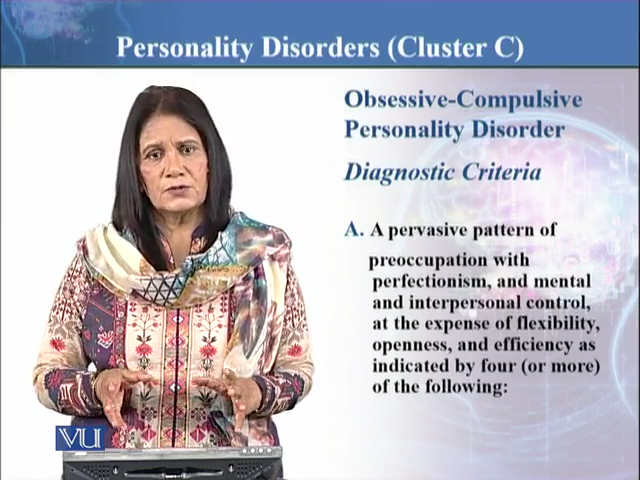 Personality Disorders (Cluster C)
Obsessive-Compulsive
Personality Disorder
Diagnostic Criteria
A. A pervasive pattern of
preoccupation with
perfectionism, and mental
and interpersonal control,
at the expense of flexibility,
openness, and efficiency as
indicated by four (or more)
of the following:
VU